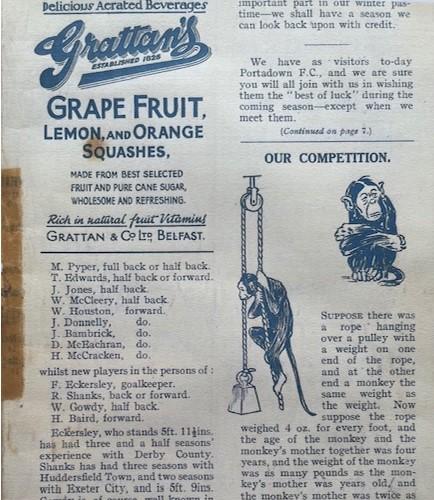 Delicious Aerated Beverages
Grattan's
ESTABLISHED 1825
GRAPE FRUIT,
LEMON, AND ORANGE
SQUASHES,
MADE FROM BEST SELECTED
FRUIT AND PURE CANE SUGAR,
WHOLESOME AND REFRESHING.
Rich in natural fruit Vitamins
GRATTAN & Co LTD, BELFAST.
M. Pyper, full back or half back.
T. Edwards, half back or forward.
J. Jones, half back.
W. McCleery, half back.
W. Houston, forward.
J. Donnelly, do.
J. Bambrick, do.
D. McEachran, do.
H. McCracken, do.
whilst new players in the persons of :
F. Eckersley, goalkeeper.
R. Shanks, back or forward.
W. Gowdy, half back.
H. Baird, forward.
Eckersley, who stands 5ft. 11½ins.
has had three and a half seasons'
experience with Derby County.
Shanks has had three seasons with
Huddersfield Town, and two seasons
with Exeter City, and is 5ft. 9ins.
important part in our winter pas-
time—we shall have a season we
can look back upon with credit.
We have as visitors to-day
Portadown F.C., and we are sure
you will all join with us in wishing
them the "best of luck" during the
coming season—except when we
meet them.
(Continued on page 7.)
OUR COMPETITION.
SUPPOSE there was
a rope hanging
over a pulley with
a weight on one
end of the rope,
and at the other
end a monkey the
same weight as
the weight. Now
suppose the rope
weighed 4 oz. for every foot, and
the age of the monkey and the
monkey's mother together was four
years, and the weight of the monkey
was as many pounds as the mon-
key's mother was years old, and
the monkey's mother was twice as